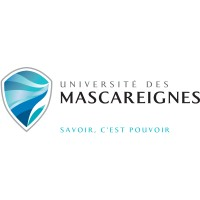 UNIVERSITÉ DES
MASCAREIGNES
SAVOIR, C'EST POUVOIR